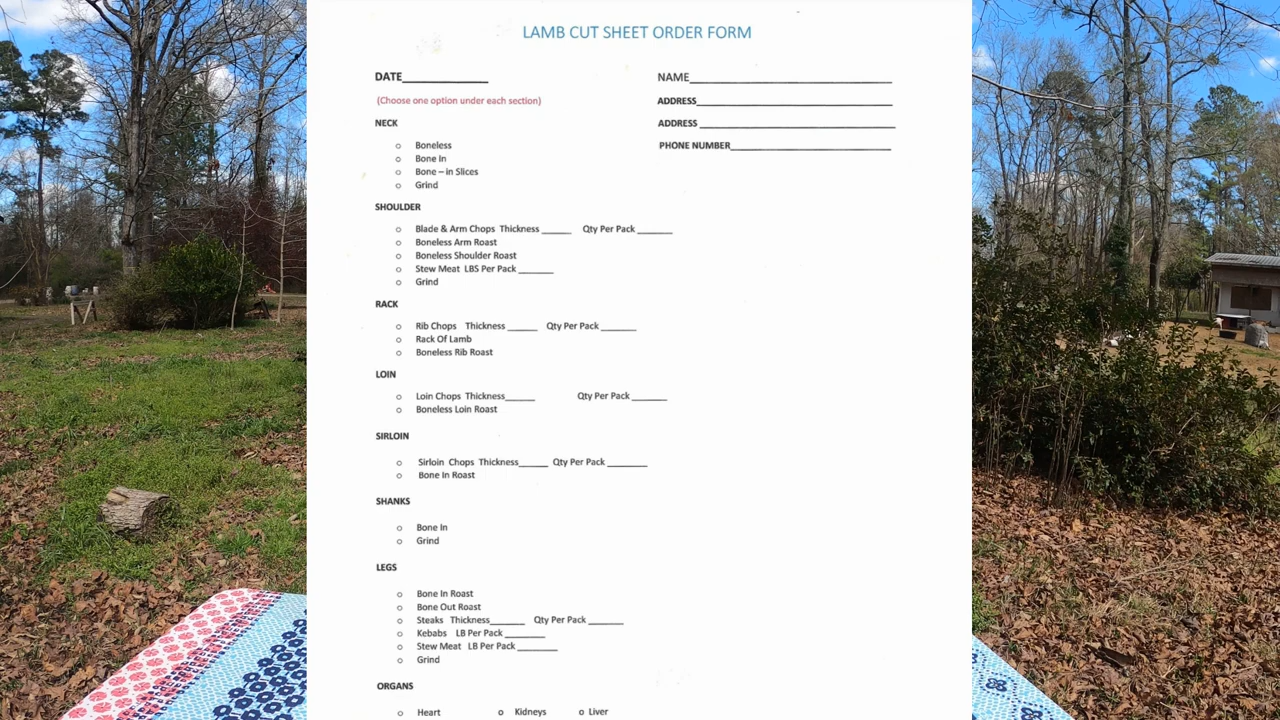 LAMB CUT SHEET ORDER FORM
DATE____________ NAME____________________________
(Choose one option under each section) ADDRESS___________________________
NECK ADDRESS ___________________________
o Boneless PHONE NUMBER______________________
o Bone In
o Bone – in Slices
o Grind
SHOULDER
o Blade & Arm Chops Thickness ______ Qty Per Pack _______
o Boneless Arm Roast
o Boneless Shoulder Roast
o Stew Meat LBS Per Pack _______
o Grind
RACK
o Rib Chops Thickness ______ Qty Per Pack _______
o Rack Of Lamb
o Boneless Rib Roast
LOIN
o Loin Chops Thickness______ Qty Per Pack _______
o Boneless Loin Roast
SIRLOIN
o Sirloin Chops Thickness______ Qty Per Pack ________
o Bone In Roast
SHANKS
o Bone In
o Grind
LEGS
o Bone In Roast
o Bone Out Roast
o Steaks Thickness_______ Qty Per Pack _______
o Kebabs LB Per Pack ________
o Stew Meat LB Per Pack ________
o Grind
ORGANS
o Heart o Kidneys o Liver